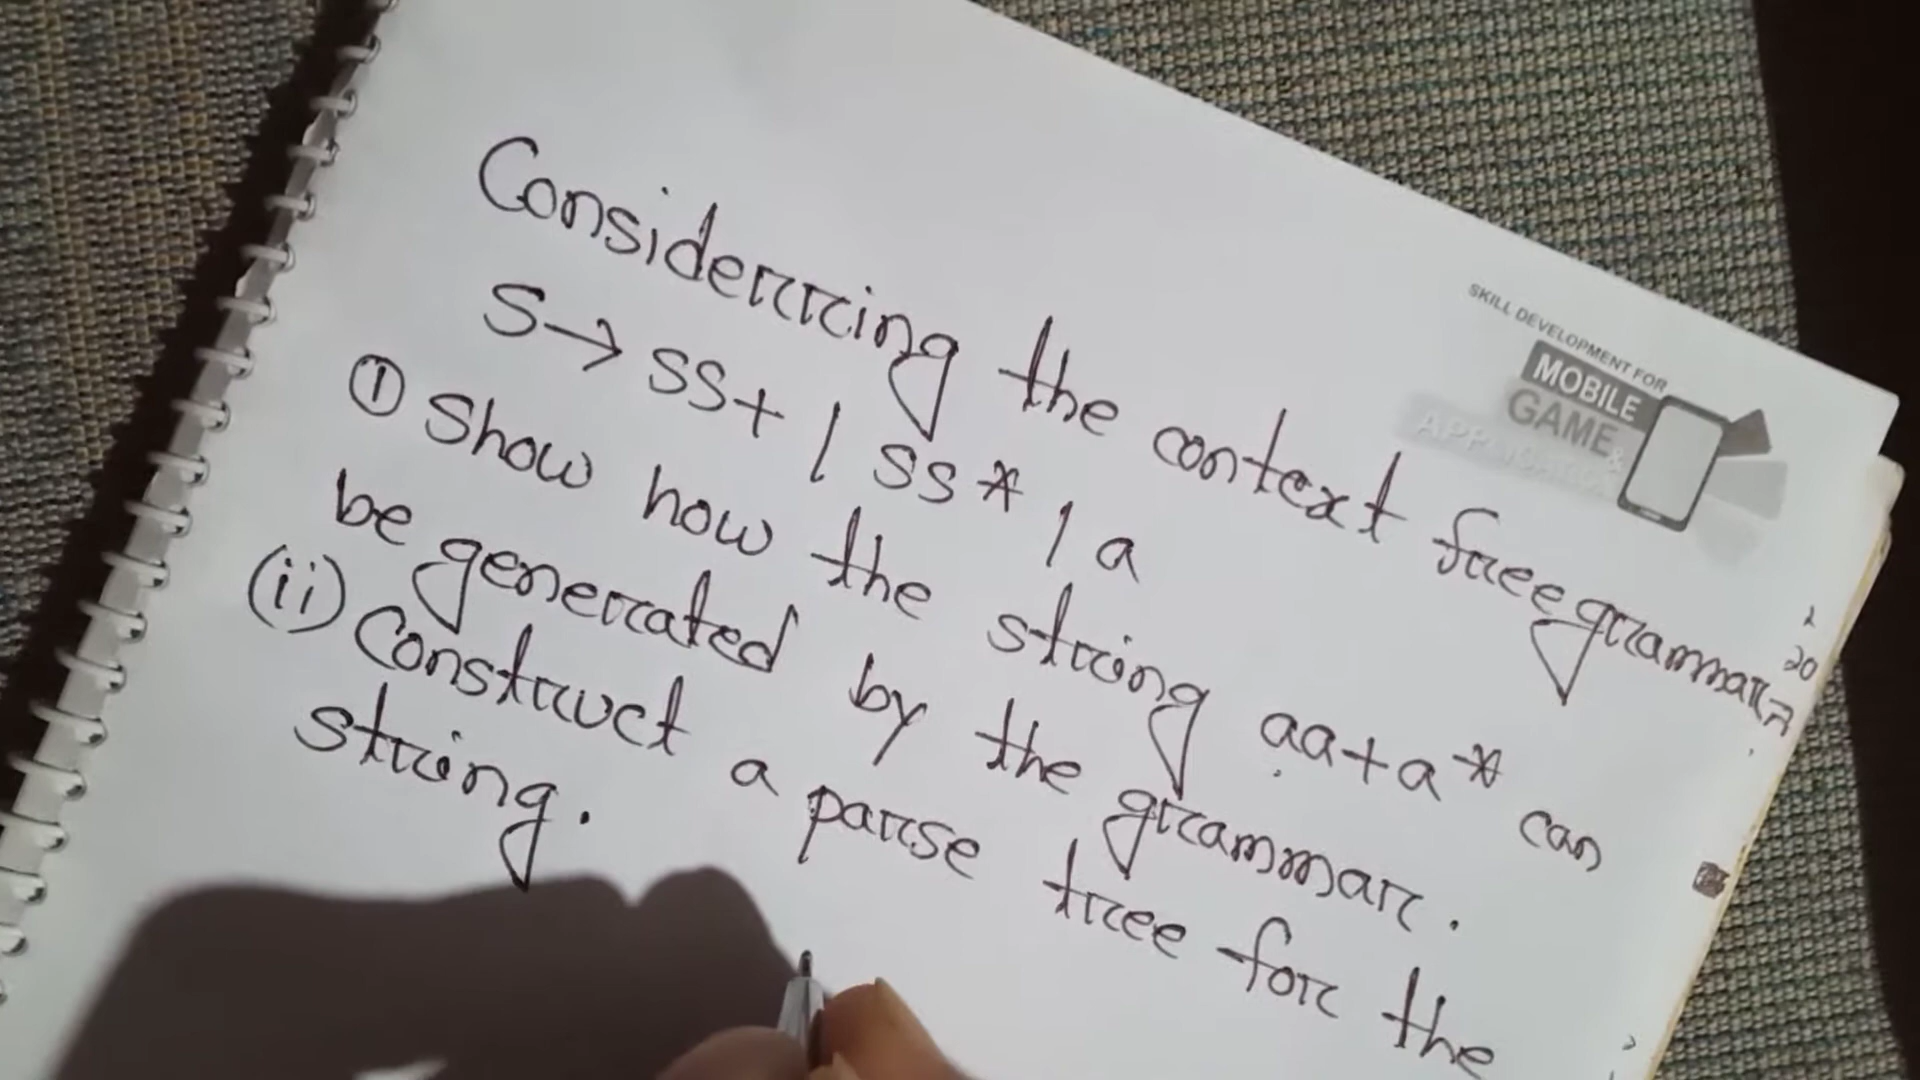 Considerring the context free grammar,
S → SS+ | SS* | a
① Show how the string aa+a* can
be generated by the grammar.
(ii) Construct a parse tree for the
string.
SKILL DEVELOPMENT FOR
MOBILE
GAME &
APPLICATION